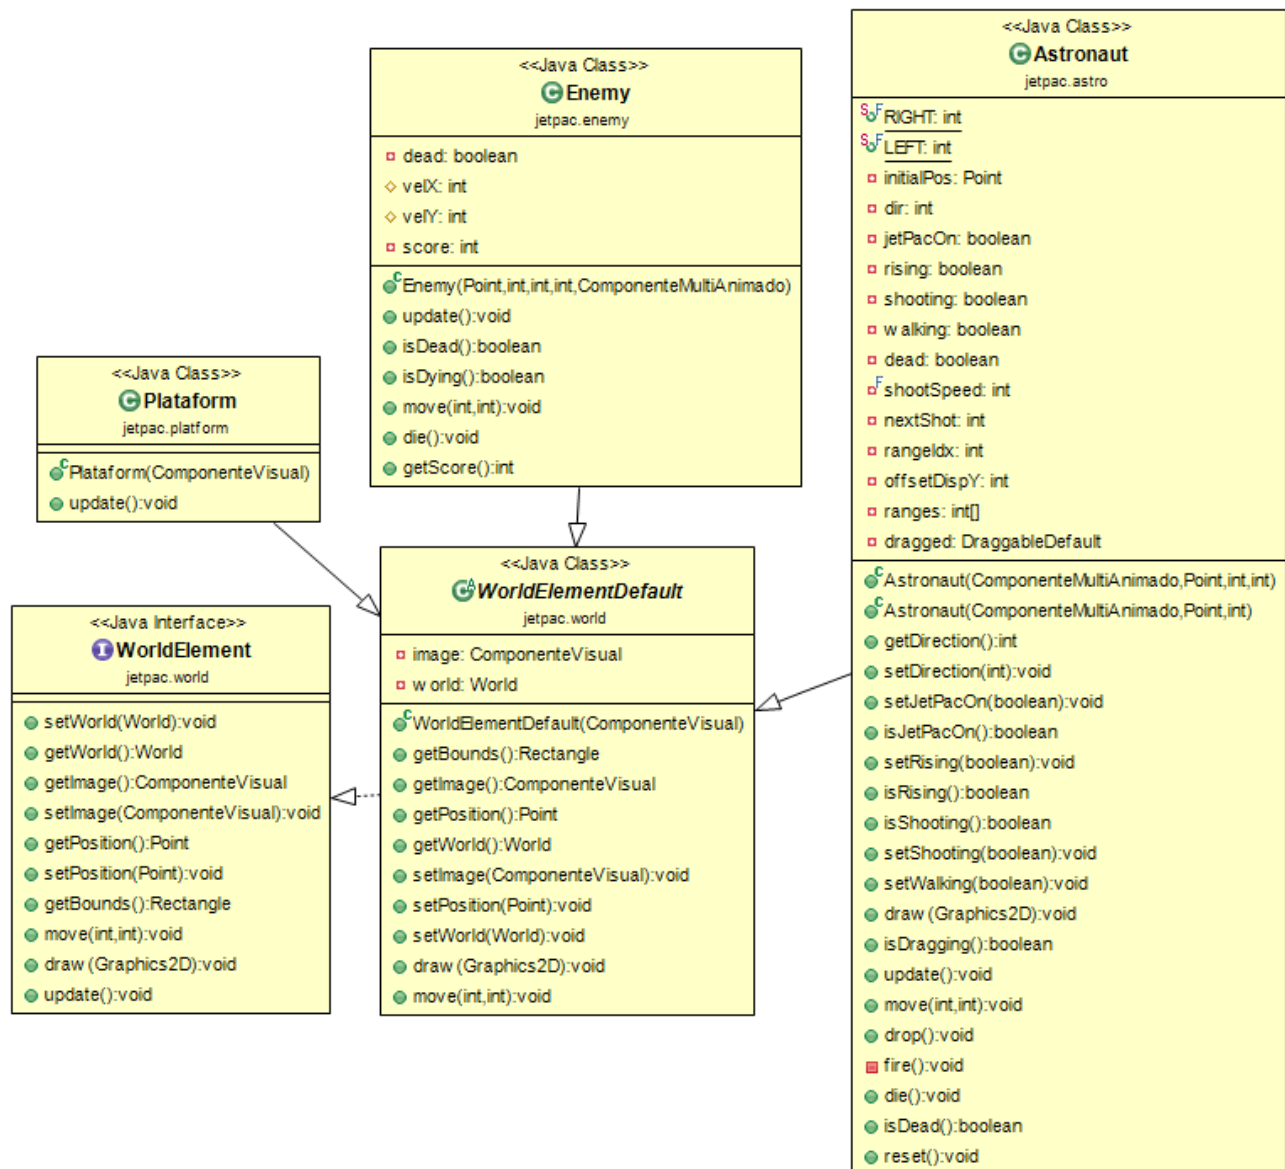 <<Java Class>>
Plataform
jetpac.platform
Plataform(ComponenteVisual)
update():void
<<Java Interface>>
WorldElement
jetpac.world
setWorld(World):void
getWorld():World
getImage():ComponenteVisual
setImage(ComponenteVisual):void
getPosition():Point
setPosition(Point):void
getBounds():Rectangle
move(int,int):void
draw(Graphics2D):void
update():void
<<Java Class>>
Enemy
jetpac.enemy
dead: boolean
velX: int
velY: int
score: int
Enemy(Point,int,int,int,ComponenteMultiAnimado)
update():void
isDead():boolean
isDying():boolean
move(int,int):void
die():void
getScore():int
<<Java Class>>
WorldElementDefault
jetpac.world
image: ComponenteVisual
world: World
WorldElementDefault(ComponenteVisual)
getBounds():Rectangle
getImage():ComponenteVisual
getPosition():Point
getWorld():World
setImage(ComponenteVisual):void
setPosition(Point):void
setWorld(World):void
draw(Graphics2D):void
move(int,int):void
<<Java Class>>
Astronaut
jetpac.astro
RIGHT: int
LEFT: int
initialPos: Point
dir: int
jetPacOn: boolean
rising: boolean
shooting: boolean
walking: boolean
dead: boolean
shootSpeed: int
nextShot: int
rangeIdx: int
offsetDispY: int
ranges: int[]
dragged: DraggableDefault
Astronaut(ComponenteMultiAnimado,Point,int,int)
Astronaut(ComponenteMultiAnimado,Point,int)
getDirection():int
setDirection(int):void
setJetPacOn(boolean):void
isJetPacOn():boolean
setRising(boolean):void
isRising():boolean
isShooting():boolean
setShooting(boolean):void
setWalking(boolean):void
draw(Graphics2D):void
isDragging():boolean
update():void
move(int,int):void
drop():void
fire():void
die():void
isDead():boolean
reset():void